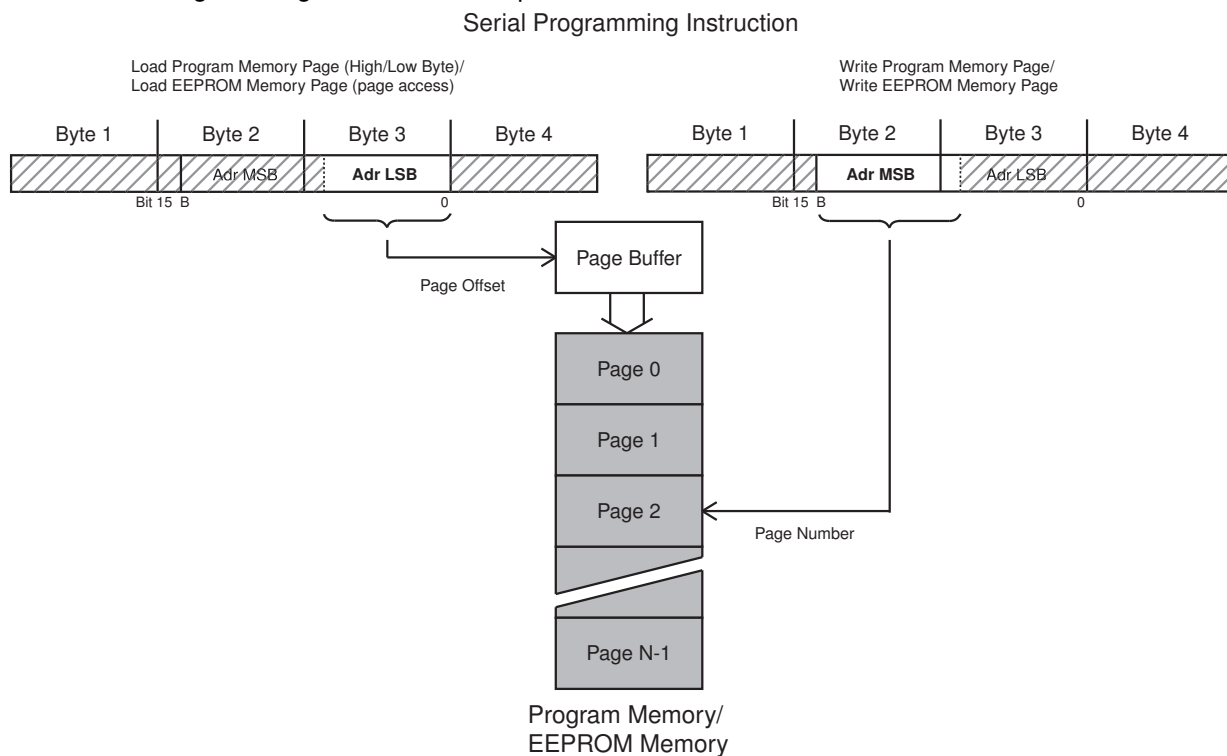 Serial Programming Instruction
Load Program Memory Page (High/Low Byte)/
Load EEPROM Memory Page (page access)
Write Program Memory Page/
Write EEPROM Memory Page
Byte 1 Byte 2 Byte 3 Byte 4
Adr MSB Adr LSB
Bit 15 B 0
Byte 1 Byte 2 Byte 3 Byte 4
Adr MSB Adr LSB
Bit 15 B 0
Page Buffer
Page Offset
Page 0
Page 1
Page 2
Page Number
Page N-1
Program Memory/
EEPROM Memory